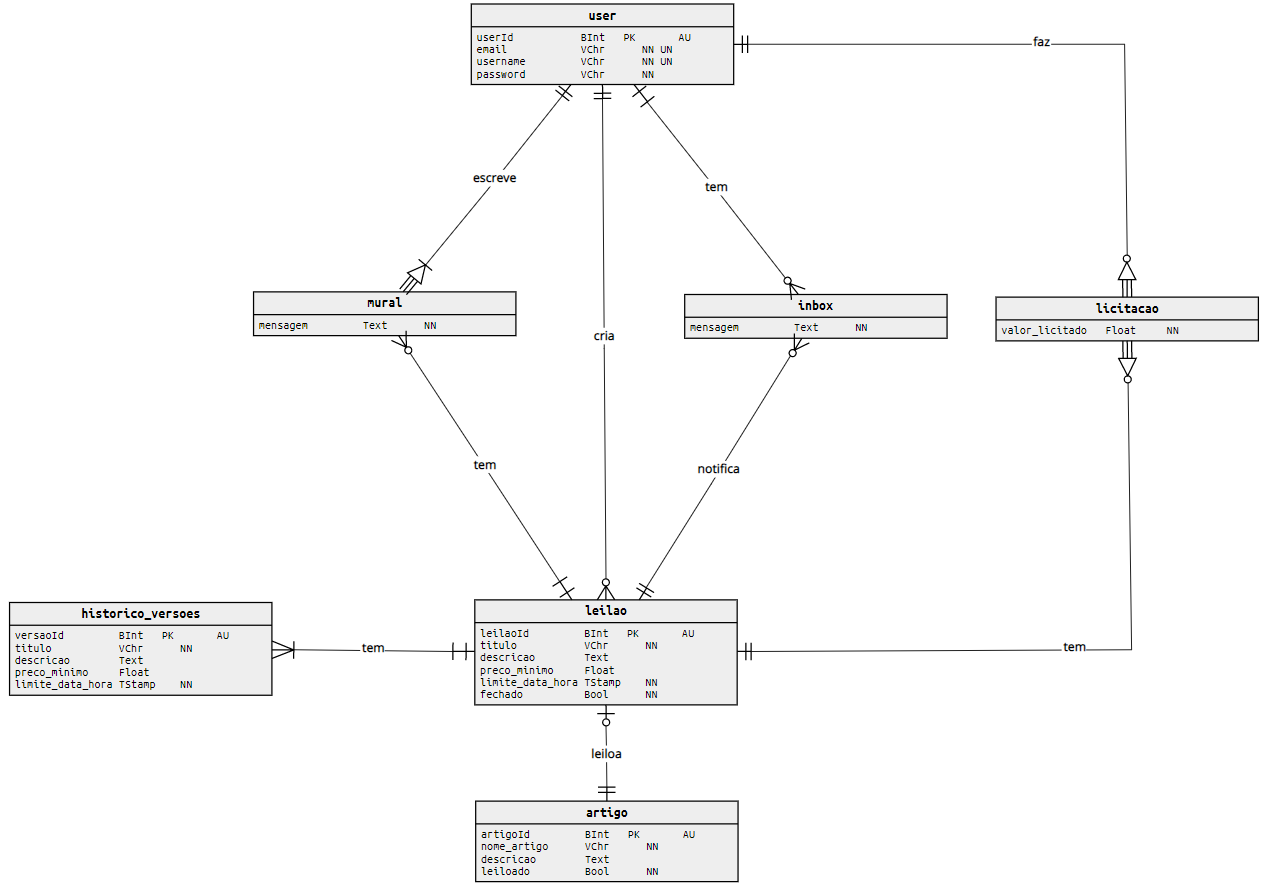 user
userId BInt PK AU
email VChr NN UN
username VChr NN UN
password VChr NN
faz
escreve
tem
mural
mensagem Text NN
inbox
mensagem Text NN
licitacao
valor_licitado Float NN
cria
tem
notifica
historico_versoes
versaoId BInt PK AU
titulo VChr NN
descricao Text
preco_minimo Float
limite_data_hora TStamp NN
tem
leilao
leilaoId BInt PK AU
titulo VChr NN
descricao Text
preco_minimo Float
limite_data_hora TStamp NN
fechado Bool NN
tem
leiloa
artigo
artigoId BInt PK AU
nome_artigo VChr NN
descricao Text
leiloado Bool NN